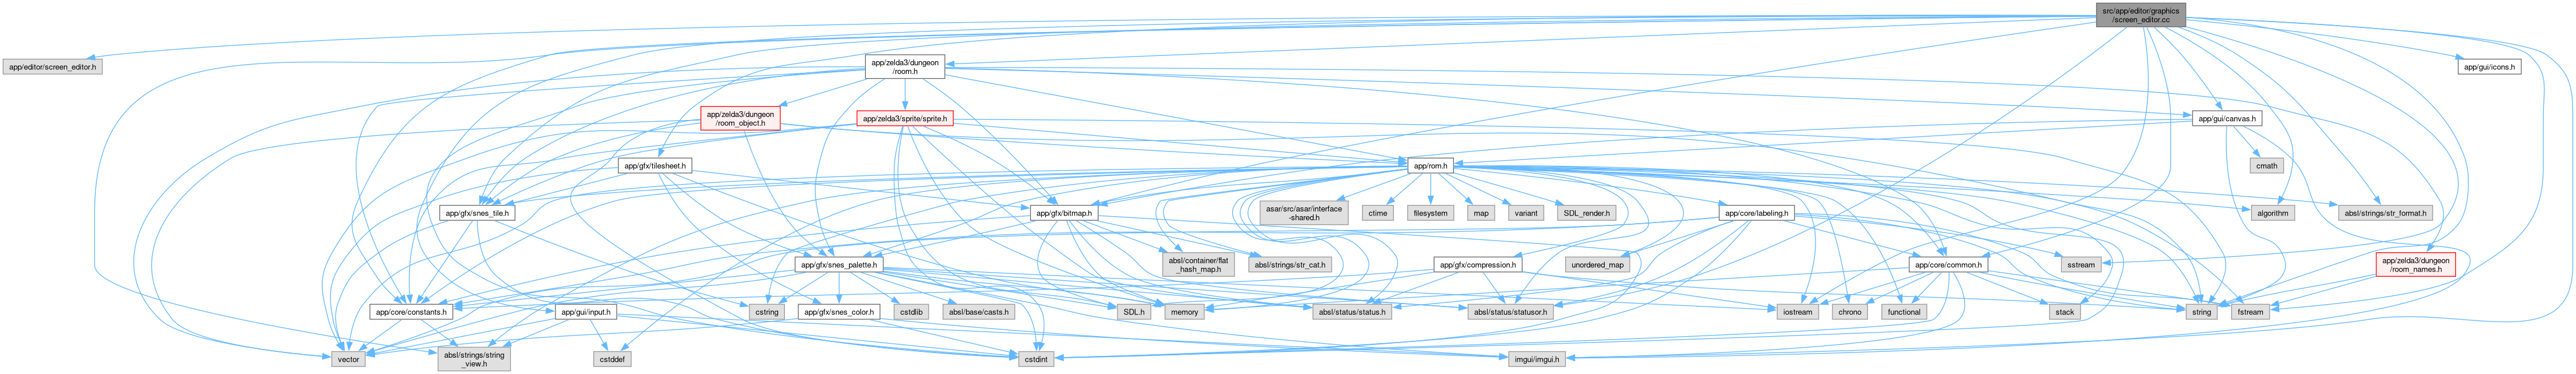 src/app/editor/graphics
/screen_editor.cc
app/editor/screen_editor.h
app/zelda3/dungeon
/room.h
app/gui/icons.h
app/zelda3/dungeon
/room_object.h
app/zelda3/sprite/sprite.h
app/gui/canvas.h
app/gfx/tilesheet.h
app/rom.h
cmath
app/gfx/snes_tile.h
app/gfx/bitmap.h
asar/src/asar/interface
-shared.h
ctime
filesystem
map
variant
SDL_render.h
app/core/labeling.h
algorithm
absl/strings/str_format.h
app/gfx/snes_palette.h
absl/container/flat
_hash_map.h
absl/strings/str_cat.h
app/gfx/compression.h
unordered_map
app/core/common.h
sstream
app/zelda3/dungeon
/room_names.h
app/core/constants.h
app/gui/input.h
cstring
app/gfx/snes_color.h
cstdlib
absl/base/casts.h
SDL.h
memory
absl/status/status.h
absl/status/statusor.h
iostream
chrono
functional
stack
string
fstream
vector
absl/strings/string
_view.h
cstddef
cstdint
imgui/imgui.h